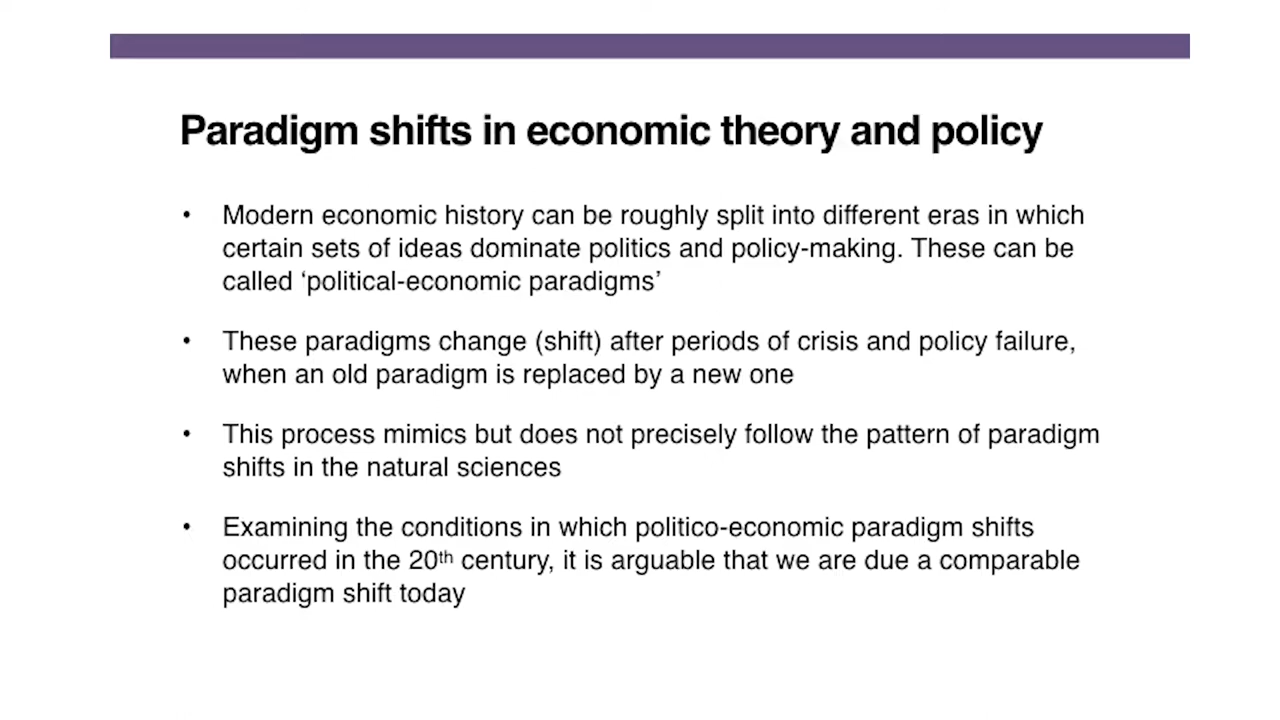 Paradigm shifts in economic theory and policy
• Modern economic history can be roughly split into different eras in which
certain sets of ideas dominate politics and policy-making. These can be
called ‘political-economic paradigms’
• These paradigms change (shift) after periods of crisis and policy failure,
when an old paradigm is replaced by a new one
• This process mimics but does not precisely follow the pattern of paradigm
shifts in the natural sciences
• Examining the conditions in which politico-economic paradigm shifts
occurred in the 20th century, it is arguable that we are due a comparable
paradigm shift today